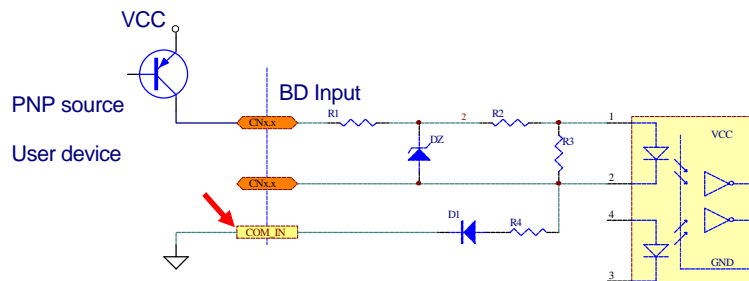 VCC
PNP source
User device
BD Input
CNx.x
R1
2
R2
DZ
R3
CNx.x
COM_IN
D1
R4
1
2
4
3
VCC
GND